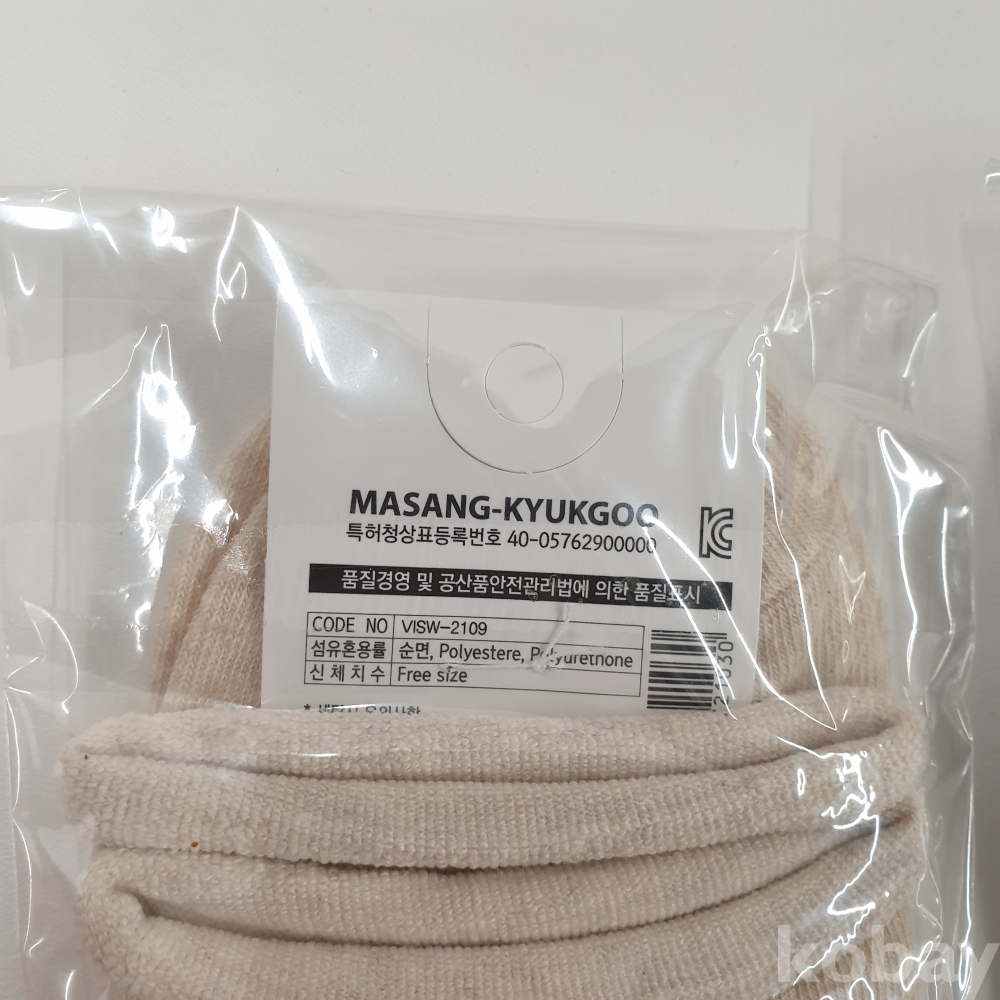 MASANG-KYUKGOO
특허청상표등록번호 40-05762900000
KC
품질경영 및 공산품안전관리법에 의한 품질표시
CODE NO VISW-2109
섬유혼용률 순면, Polyestere, Polyurethone
신체치수 Free size
kobay